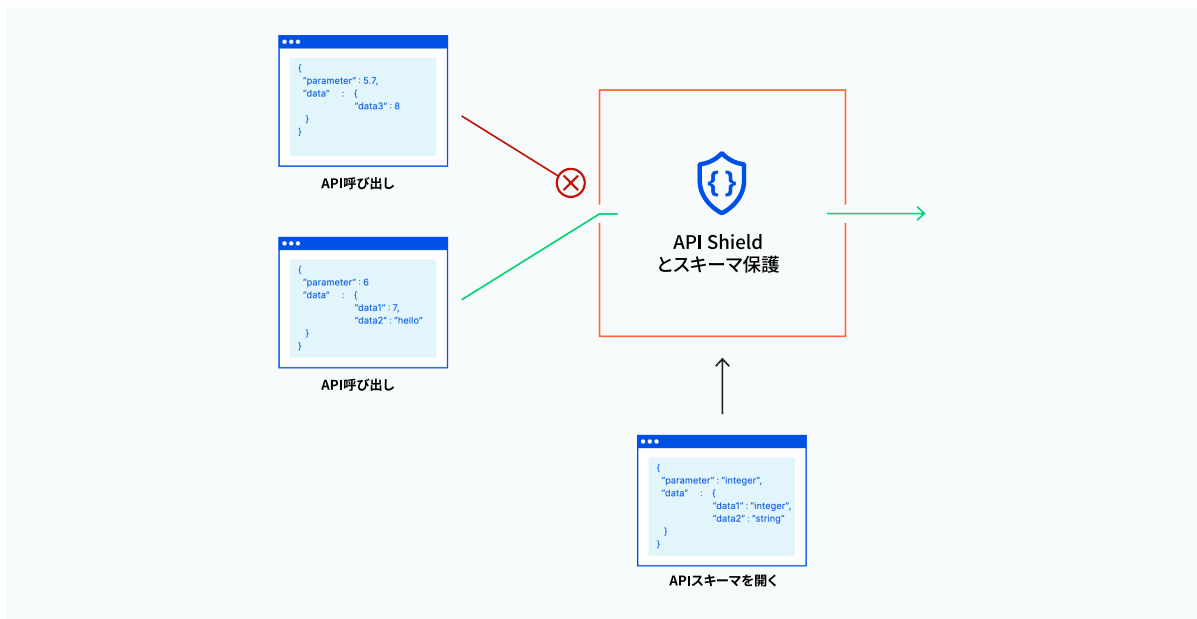 {
"parameter" : 5.7,
"data" : {
"data3" : 8
}
}
API呼び出し
{
"parameter" : 6
"data" : {
"data1" : 7,
"data2" : "hello"
}
}
API呼び出し
{ }
API Shield
とスキーマ保護
{
"parameter" : "integer",
"data" : {
"data1" : "integer",
"data2" : "string"
}
}
APIスキーマを開く